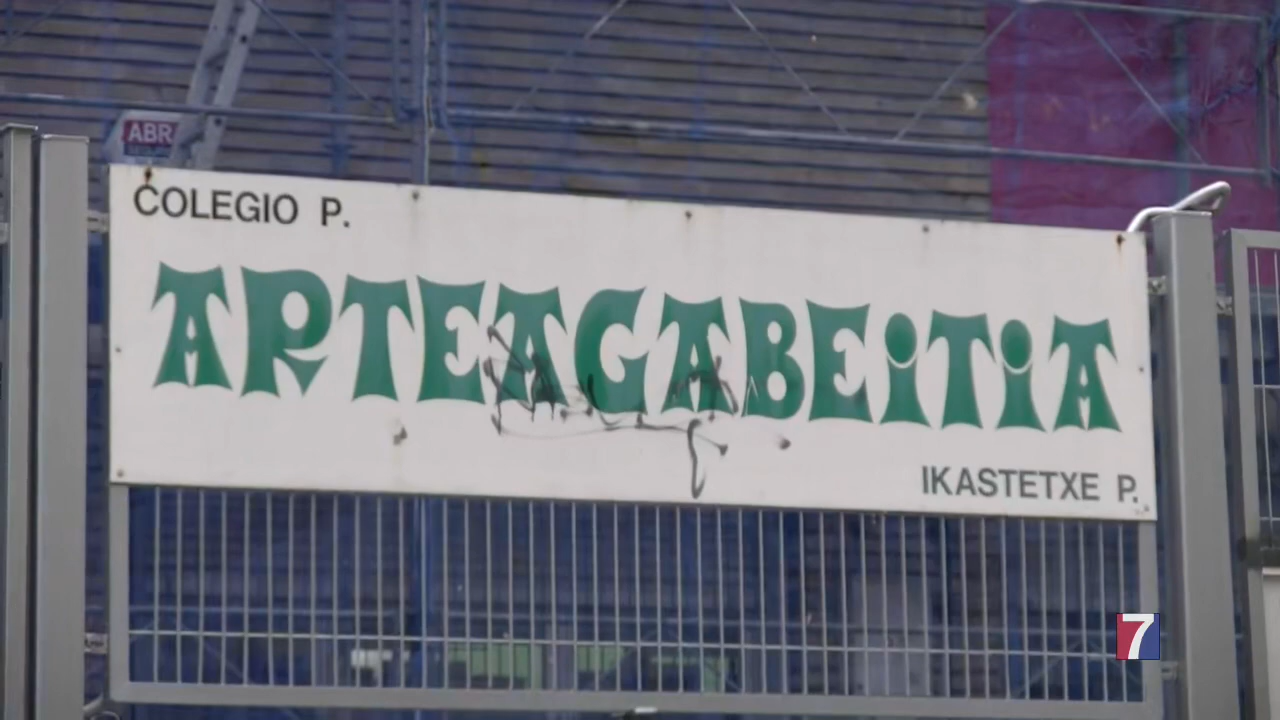 ABR
COLEGIO P.
ARTEAGABEiTiA
IKASTETXE P.
7